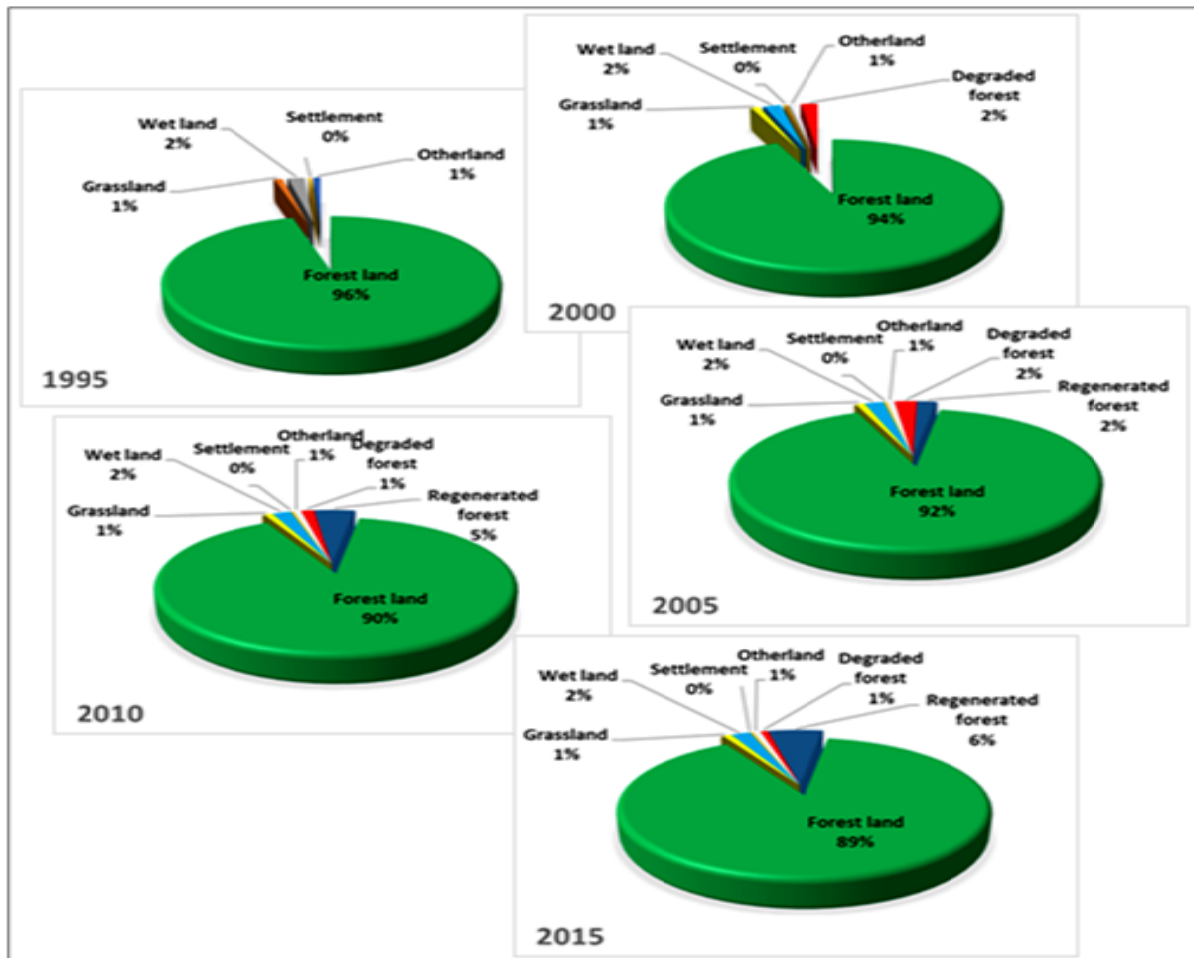 Wet land
2%
Settlement
0%
Otherland
1%
Grassland
1%
Forest land
96%
1995
Wet land
2%
Settlement
0%
Otherland
1%
Degraded
forest
2%
Grassland
1%
Forest land
94%
2000
Wet land
2%
Settlement
0%
Otherland
1%
Degraded
forest
2%
Regenerated
forest
2%
Grassland
1%
Forest land
92%
2005
Wet land
2%
Settlement
0%
Otherland
1%
Degraded
forest
1%
Regenerated
forest
5%
Grassland
1%
Forest land
90%
2010
Wet land
2%
Settlement
0%
Otherland
1%
Degraded
forest
1%
Regenerated
forest
6%
Grassland
1%
Forest land
89%
2015